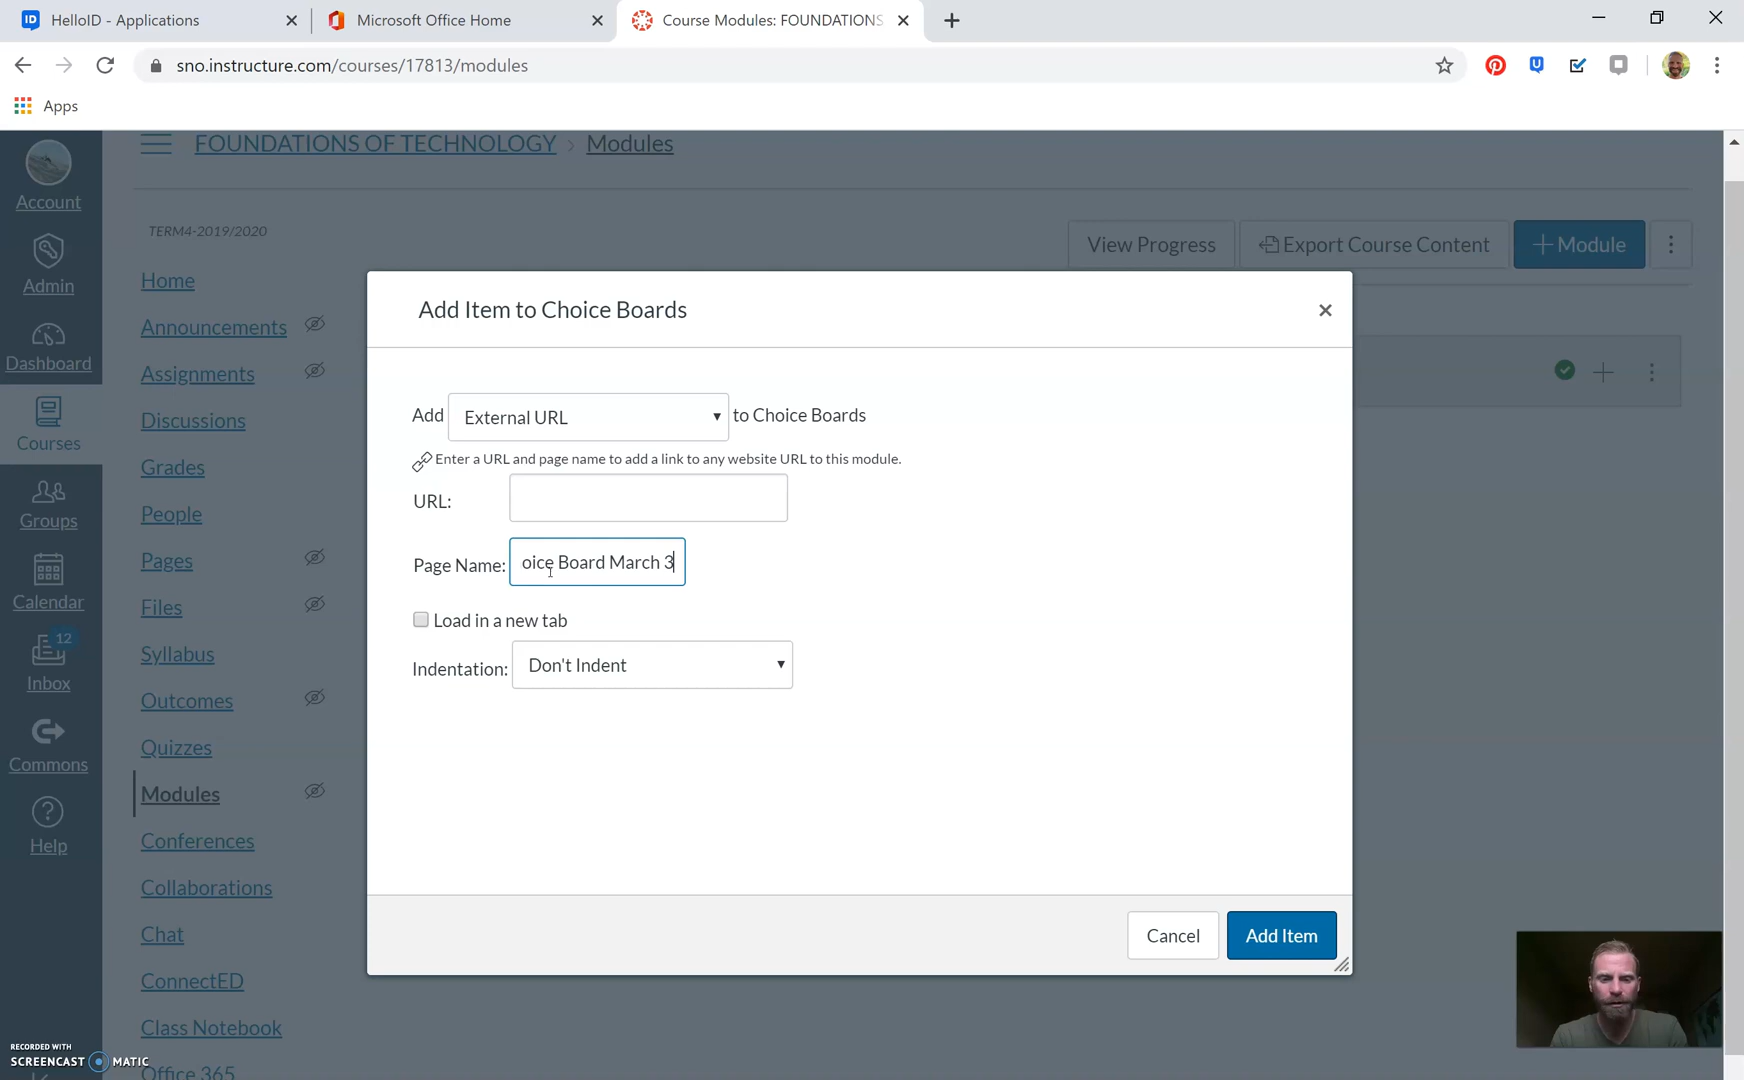 HelloID - Applications
Microsoft Office Home
Course Modules: FOUNDATIONS
sno.instructure.com/courses/17813/modules
Apps
FOUNDATIONS OF TECHNOLOGY > Modules
Account
Admin
Dashboard
Courses
Groups
Calendar
12
Inbox
Commons
Help
TERM4-2019/2020
Home
Announcements
Assignments
Discussions
Grades
People
Pages
Files
Syllabus
Outcomes
Quizzes
Modules
Conferences
Collaborations
Chat
ConnectED
Class Notebook
Office 365
View Progress
Export Course Content
+ Module
Add Item to Choice Boards
Add External URL to Choice Boards
Enter a URL and page name to add a link to any website URL to this module.
URL:
Page Name: oice Board March 3
Load in a new tab
Indentation: Don't Indent
Cancel
Add Item
RECORDED WITH
SCREENCAST MATIC